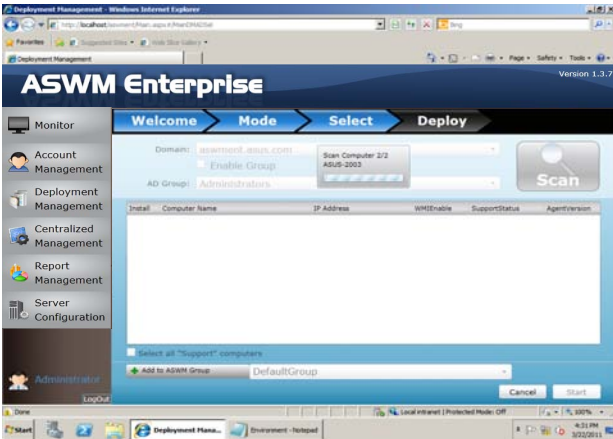 Deployment Management - Windows Internet Explorer
Bing
Favorites Suggested Sites Web Slice Gallery
Deployment Management Page Safety Tools
ASWM Enterprise Version 1.3.7
Monitor
Account Management
Deployment Management
Centralized Management
Report Management
Server Configuration
Administrator
LogOut
Welcome Mode Select Deploy
Domain: aswment.asus.com
Enable Group
AD Group: Administrators
Scan Computer 2/2
ASUS-2003
Scan
Install Computer Name IP Address WMIEnable SupportStatus AgentVersion
Select all "Support" computers
Add to ASWM Group DefaultGroup
Cancel Start
Done Local intranet | Protected Mode: Off 100%
Start Deployment Mana... Environment - Notepad 4:31 PM
3/22/2011